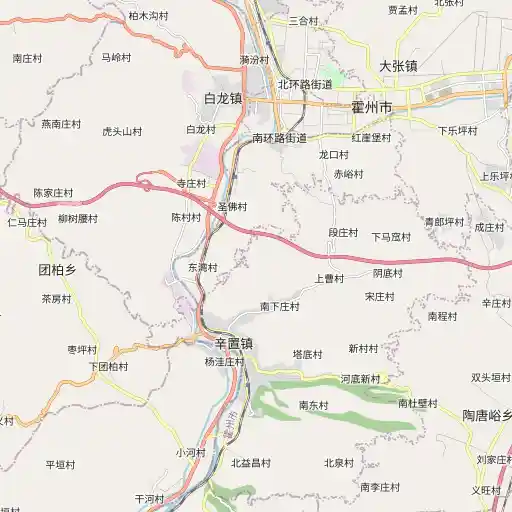 北张村
贾孟村
柏木沟村
三合村
南庄村
马岭村
漪汾村
大张镇
北环路街道
白龙镇
霍州市
燕南庄村
虎头山村
白龙村
南环路街道
红崖堡村
下乐坪村
龙口村
赤峪村
上乐坪村
寺庄村
陈家庄村
圣佛村
仁马庄村
柳树腰村
陈村村
青郎坪村
成庄村
段庄村
下马窊村
团柏乡
东湾村
阴底村
上曹村
茶房村
宋庄村
辛庄村
南下庄村
南程村
辛置镇
枣坪村
塔底村
新村村
杨洼庄村
下团柏村
河底新村
双头垣村
南东村
南杜壁村
义村
陶唐峪乡
霍州市
小河村
平垣村
北益昌村
北泉村
刘家庄村
南李庄村
义旺村
干河村
垣村